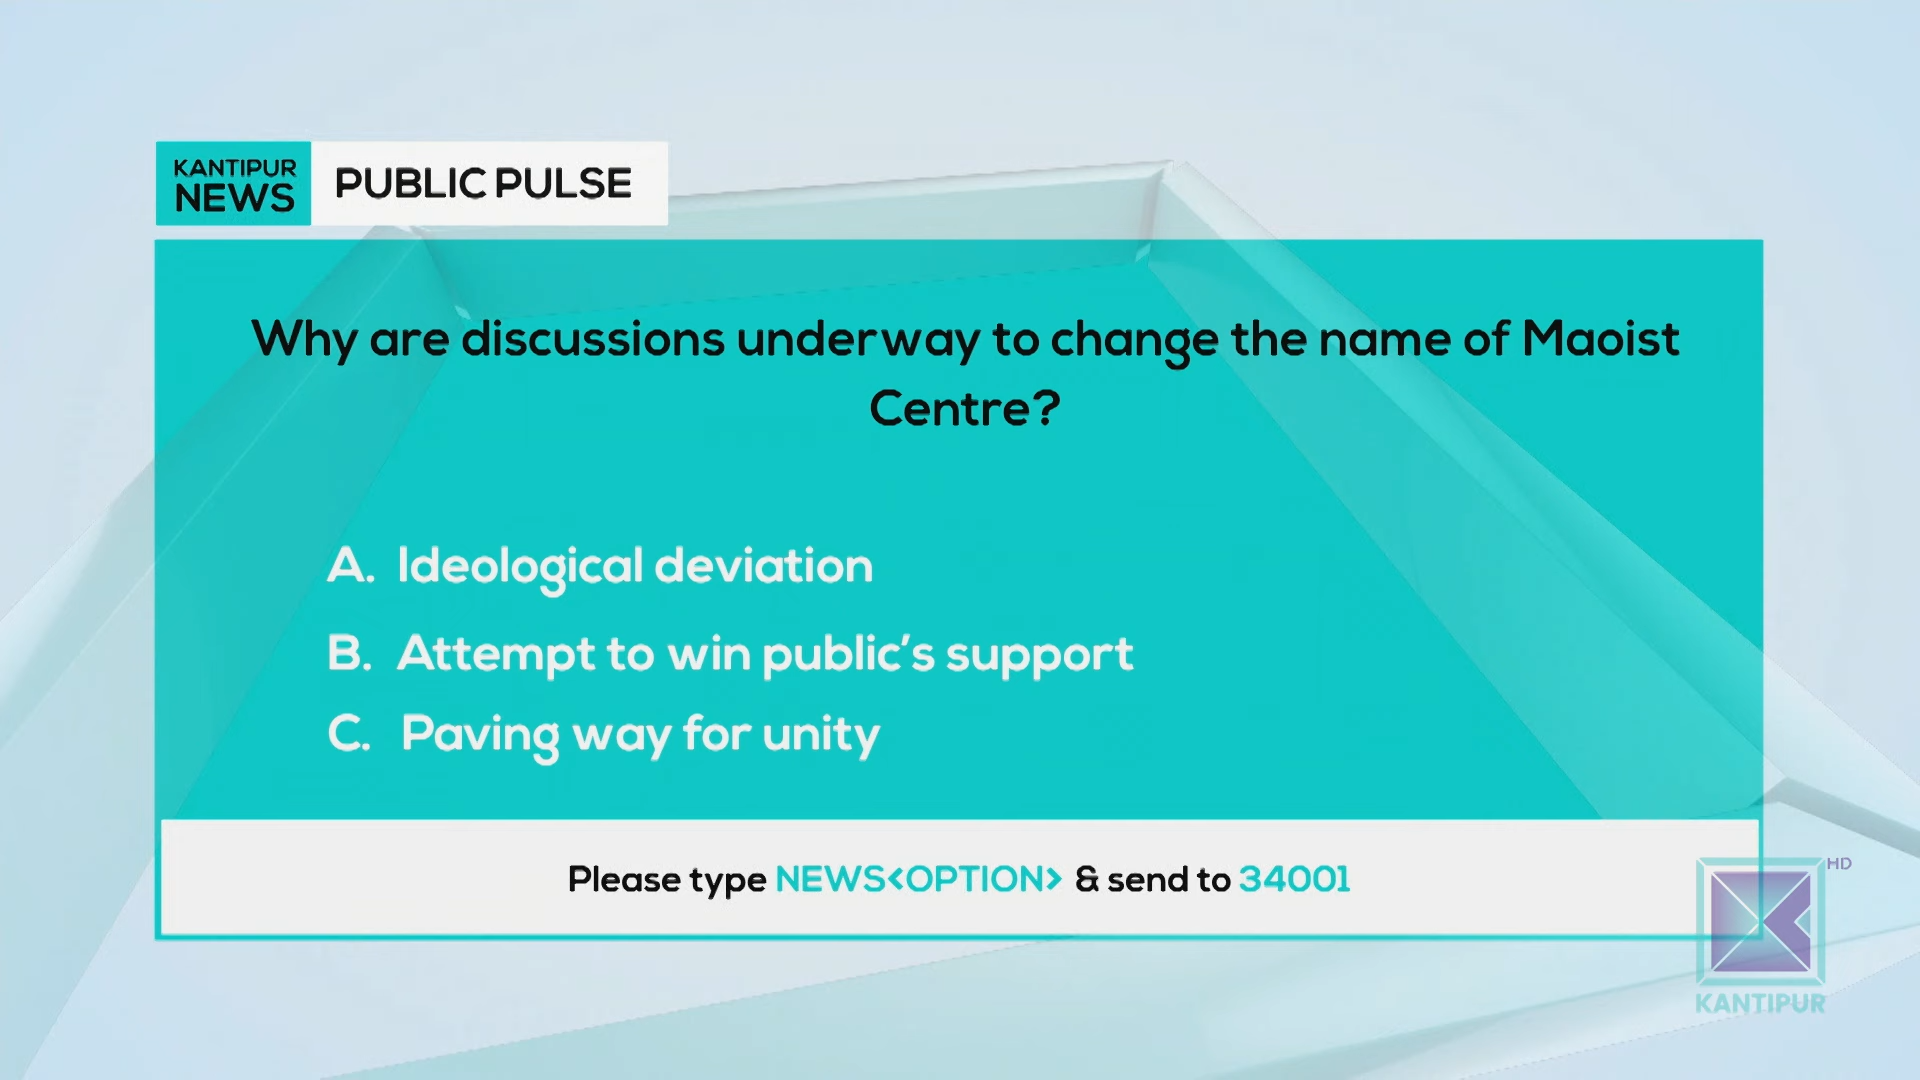 KANTIPUR
NEWS
PUBLIC PULSE
Why are discussions underway to change the name of Maoist
Centre?
A. Ideological deviation
B. Attempt to win public’s support
C. Paving way for unity
Please type NEWS<OPTION> & send to 34001
HD
KANTIPUR